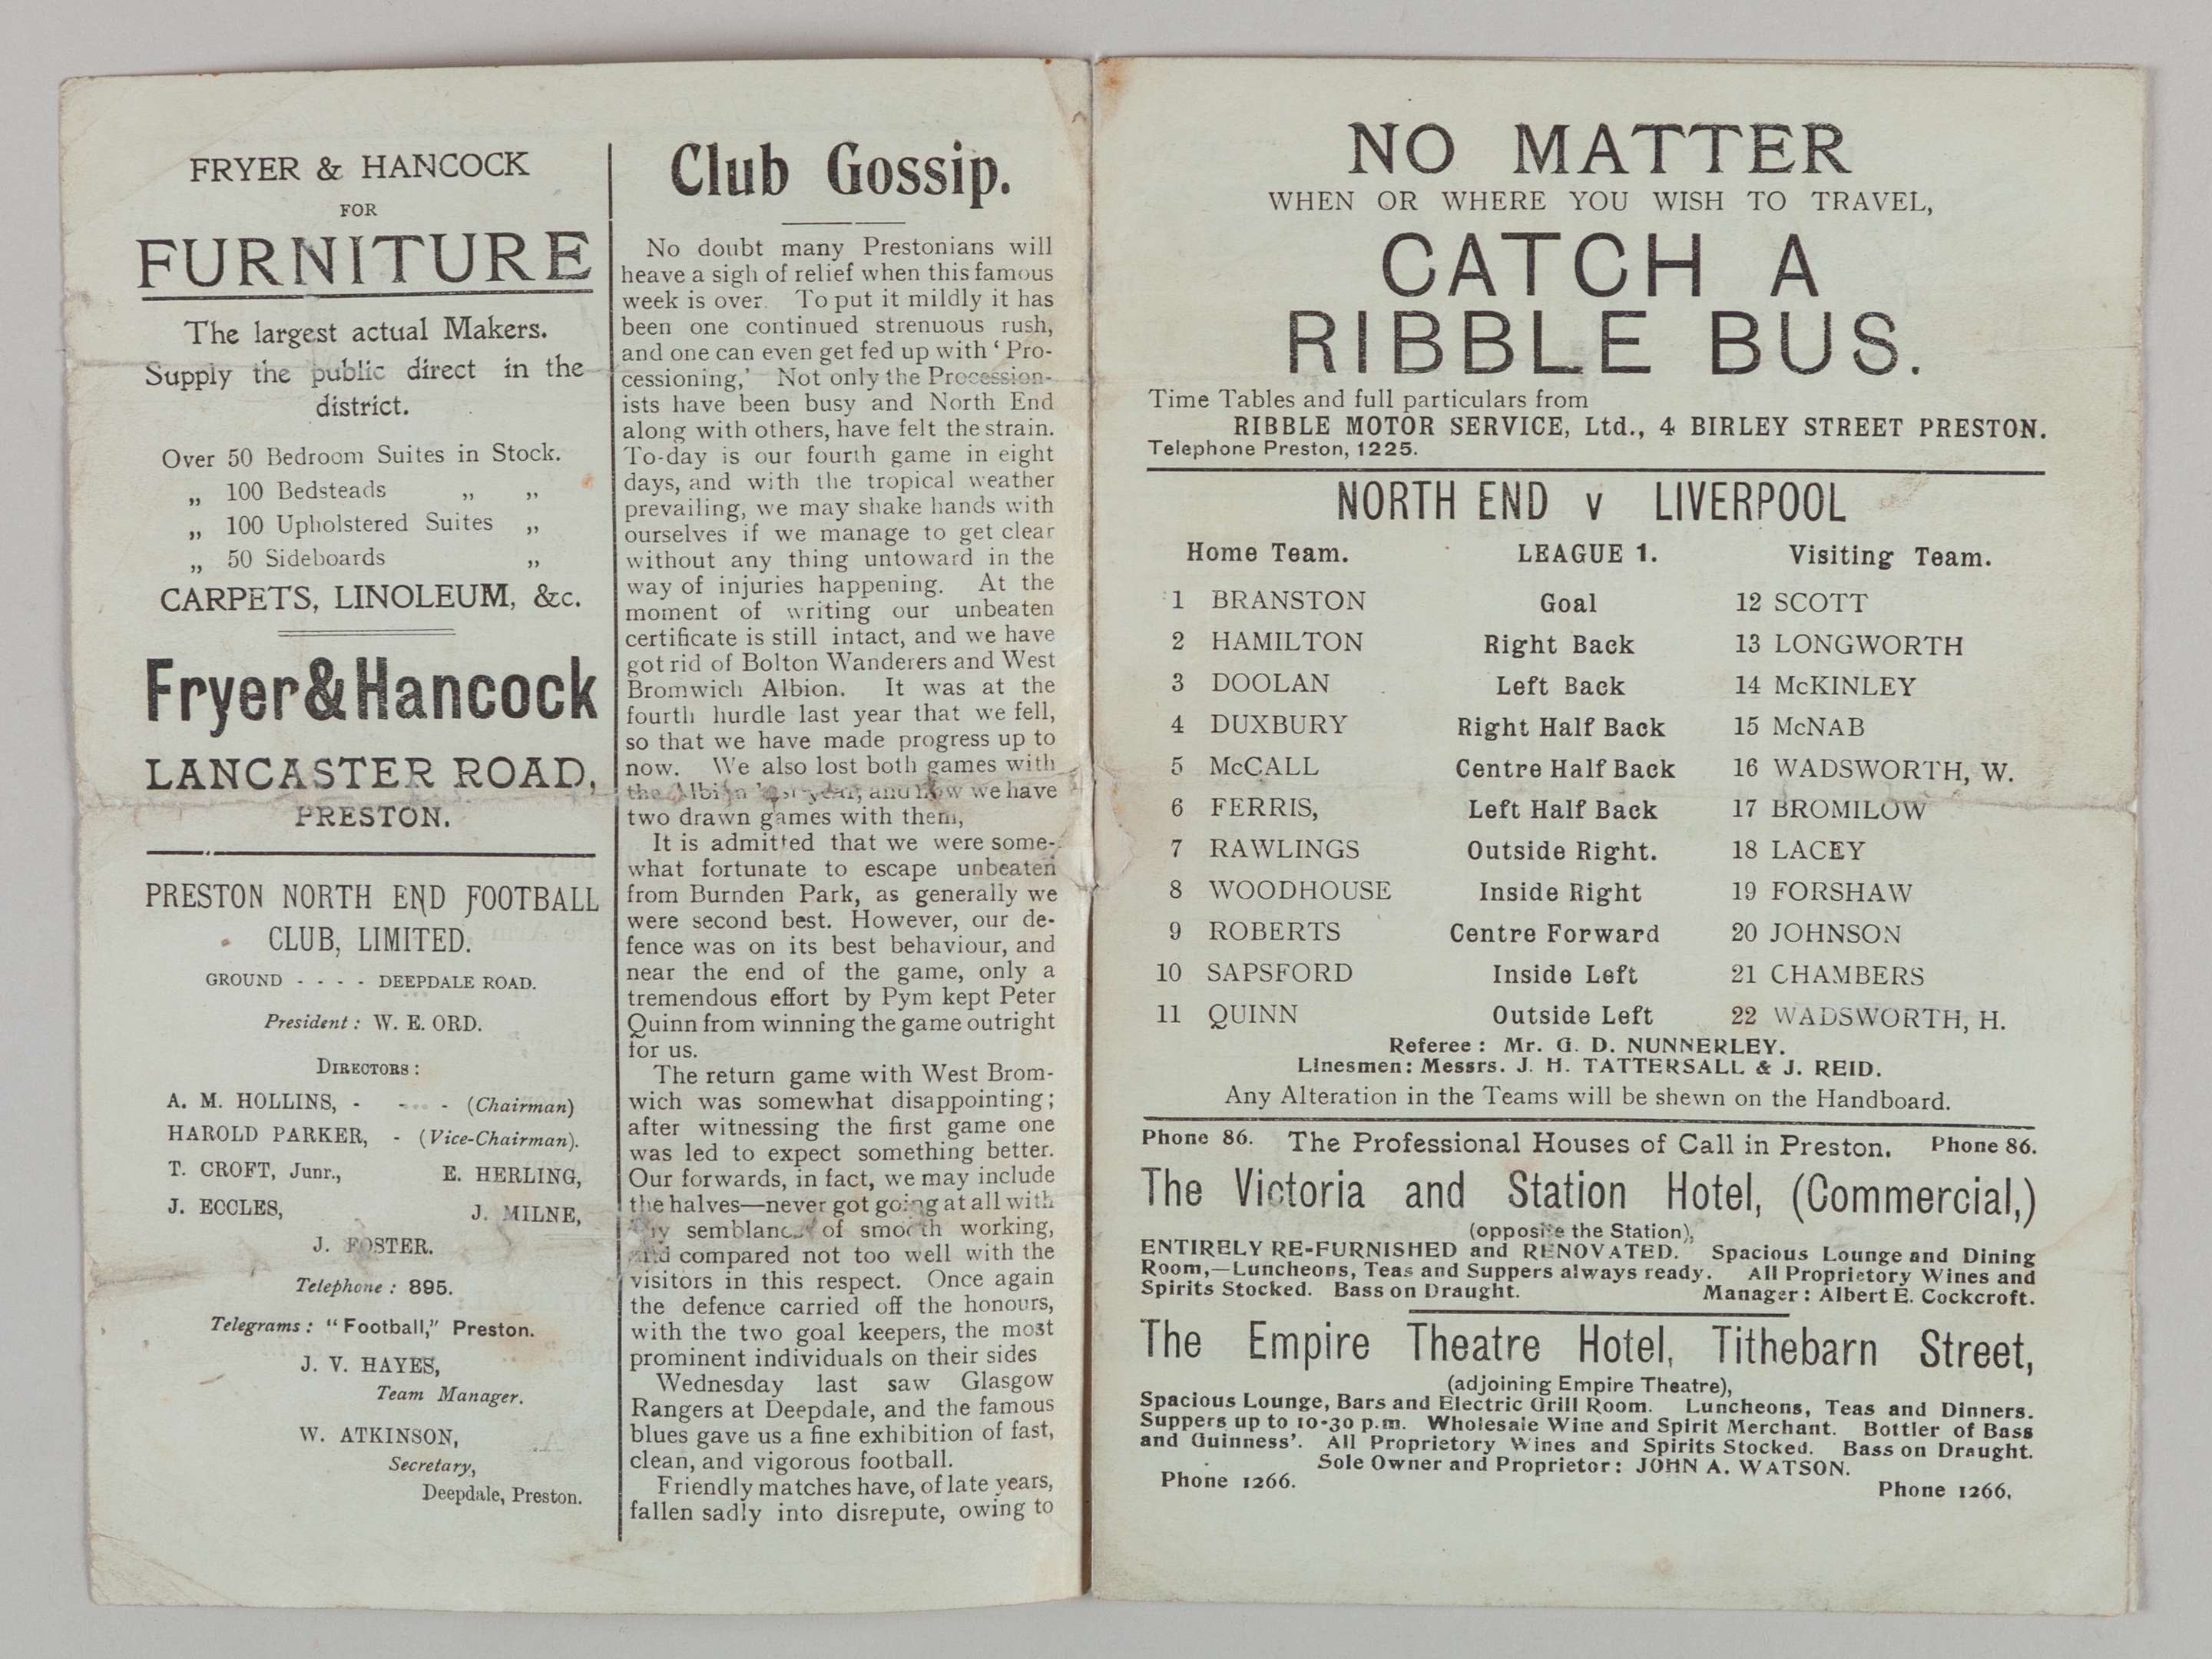 FRYER & HANCOCK
FOR
FURNITURE
The largest actual Makers.
Supply the public direct in the
district.
Over 50 Bedroom Suites in Stock.
„ 100 Bedsteads „ „
„ 100 Upholstered Suites „
„ 50 Sideboards „
CARPETS, LINOLEUM, &c.
Fryer&Hancock
LANCASTER ROAD,
PRESTON.
PRESTON NORTH END FOOTBALL
CLUB, LIMITED.
GROUND - - - - DEEPDALE ROAD.
President : W. E. ORD.
DIRECTORS :
A. M. HOLLINS, - - - (Chairman)
HAROLD PARKER, - (Vice-Chairman).
T. CROFT, Junr., E. HERLING,
J. ECCLES, J. MILNE,
J. FOSTER.
Telephone : 895.
Telegrams : "Football," Preston.
J. V. HAYES,
Team Manager.
W. ATKINSON,
Secretary,
Deepdale, Preston.
Club Gossip.
No doubt many Prestonians will
heave a sigh of relief when this famous
week is over. To put it mildly it has
been one continued strenuous rush,
and one can even get fed up with ‘ Pro-
cessioning,’ Not only the Procession-
ists have been busy and North End
along with others, have felt the strain.
To-day is our fourth game in eight
days, and with the tropical weather
prevailing, we may shake hands with
ourselves if we manage to get clear
without any thing untoward in the
way of injuries happening. At the
moment of writing our unbeaten
certificate is still intact, and we have
got rid of Bolton Wanderers and West
Bromwich Albion. It was at the
fourth hurdle last year that we fell,
so that we have made progress up to
now. We also lost both games with
the Albion last year, and now we have
two drawn games with them,
It is admitted that we were some-
what fortunate to escape unbeaten
from Burnden Park, as generally we
were second best. However, our de-
fence was on its best behaviour, and
near the end of the game, only a
tremendous effort by Pym kept Peter
Quinn from winning the game outright
for us.
The return game with West Brom-
wich was somewhat disappointing;
after witnessing the first game one
was led to expect something better.
Our forwards, in fact, we may include
the halves—never got going at all with
any semblance of smooth working,
and compared not too well with the
visitors in this respect. Once again
the defence carried off the honours,
with the two goal keepers, the most
prominent individuals on their sides
Wednesday last saw Glasgow
Rangers at Deepdale, and the famous
blues gave us a fine exhibition of fast,
clean, and vigorous football.
Friendly matches have, of late years,
fallen sadly into disrepute, owing to
NO MATTER
WHEN OR WHERE YOU WISH TO TRAVEL,
CATCH A
RIBBLE BUS.
Time Tables and full particulars from
RIBBLE MOTOR SERVICE, Ltd., 4 BIRLEY STREET PRESTON.
Telephone Preston, 1225.
NORTH END v LIVERPOOL
Home Team. LEAGUE 1. Visiting Team.
1 BRANSTON Goal 12 SCOTT
2 HAMILTON Right Back 13 LONGWORTH
3 DOOLAN Left Back 14 McKINLEY
4 DUXBURY Right Half Back 15 McNAB
5 McCALL Centre Half Back 16 WADSWORTH, W.
6 FERRIS, Left Half Back 17 BROMILOW
7 RAWLINGS Outside Right. 18 LACEY
8 WOODHOUSE Inside Right 19 FORSHAW
9 ROBERTS Centre Forward 20 JOHNSON
10 SAPSFORD Inside Left 21 CHAMBERS
11 QUINN Outside Left 22 WADSWORTH, H.
Referee : Mr. G. D. NUNNERLEY.
Linesmen: Messrs. J. H. TATTERSALL & J. REID.
Any Alteration in the Teams will be shewn on the Handboard.
Phone 86. The Professional Houses of Call in Preston. Phone 86.
The Victoria and Station Hotel, (Commercial,)
(opposite the Station),
ENTIRELY RE-FURNISHED and RENOVATED. Spacious Lounge and Dining
Room,—Luncheons, Teas and Suppers always ready. All Proprietory Wines and
Spirits Stocked. Bass on Draught. Manager : Albert E. Cockcroft.
The Empire Theatre Hotel, Tithebarn Street,
(adjoining Empire Theatre),
Spacious Lounge, Bars and Electric Grill Room. Luncheons, Teas and Dinners.
Suppers up to 10-30 p.m. Wholesale Wine and Spirit Merchant. Bottler of Bass
and Guinness'. All Proprietory Wines and Spirits Stocked. Bass on Draught.
Sole Owner and Proprietor : JOHN A. WATSON.
Phone 1266. Phone 1266,